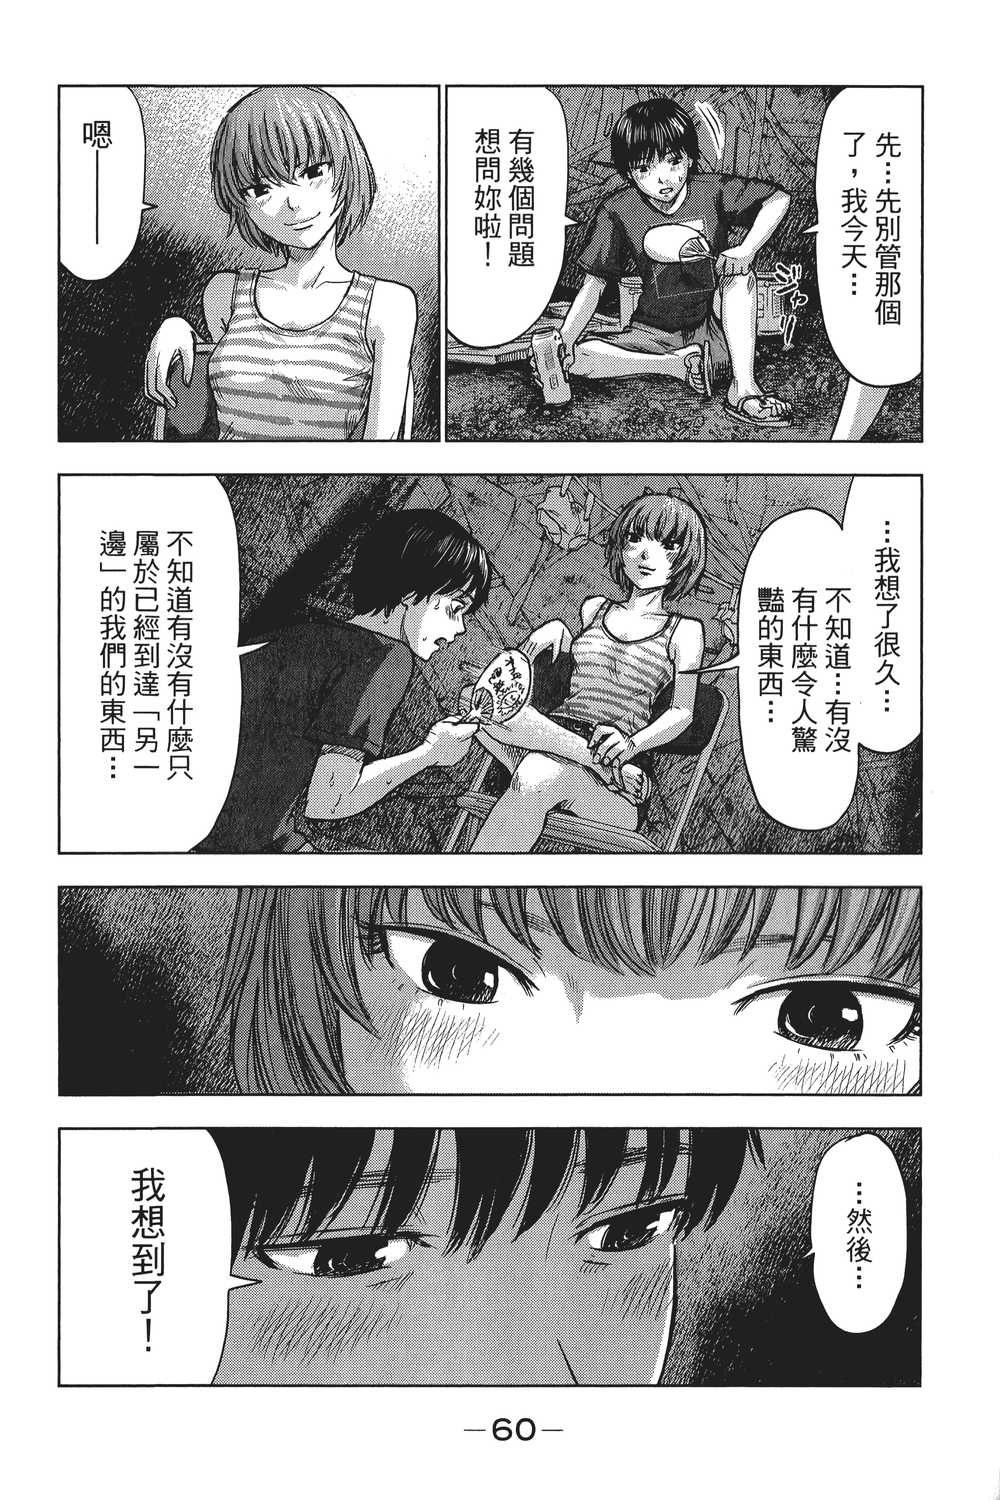 先…先別管那個
了，我今天…
有幾個問題
想問妳啦！
ジャリ
嗯——
…我想了很久…
不知道…有沒
有什麼令人驚
豔的東西…
不知道有沒有什麼只
屬於已經到達「另一
邊」的我們的東西…
…然後…
我想到了！
—60—